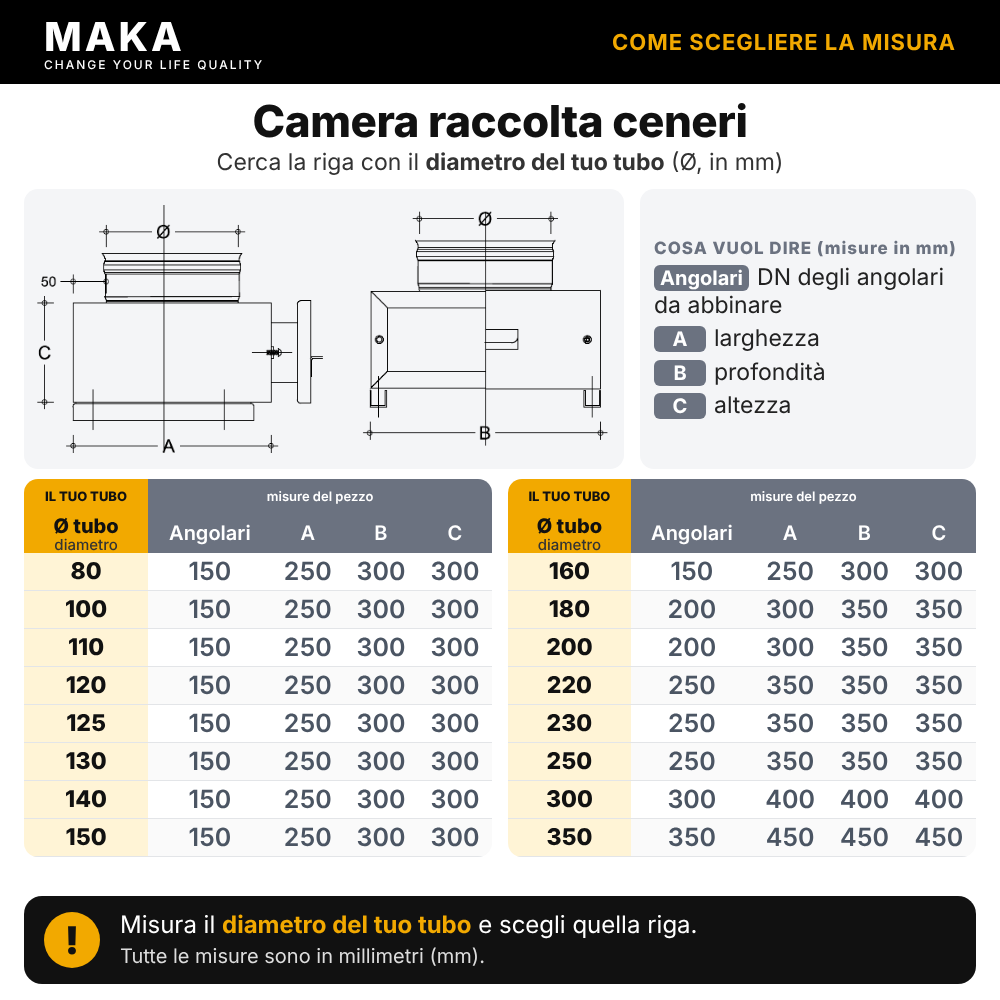 MAKA
CHANGE YOUR LIFE QUALITY
COME SCEGLIERE LA MISURA
Camera raccolta ceneri
Cerca la riga con il diametro del tuo tubo (Ø, in mm)
Ø
50
C
A
Ø
B
COSA VUOL DIRE (misure in mm)
Angolari DN degli angolari
da abbinare
A larghezza
B profondità
C altezza
IL TUO TUBO misure del pezzo
Ø tubo
diametro
Angolari A B C
80 150 250 300 300
100 150 250 300 300
110 150 250 300 300
120 150 250 300 300
125 150 250 300 300
130 150 250 300 300
140 150 250 300 300
150 150 250 300 300
IL TUO TUBO misure del pezzo
Ø tubo
diametro
Angolari A B C
160 150 250 300 300
180 200 300 350 350
200 200 300 350 350
220 250 350 350 350
230 250 350 350 350
250 250 350 350 350
300 300 400 400 400
350 350 450 450 450
!
Misura il diametro del tuo tubo e scegli quella riga.
Tutte le misure sono in millimetri (mm).